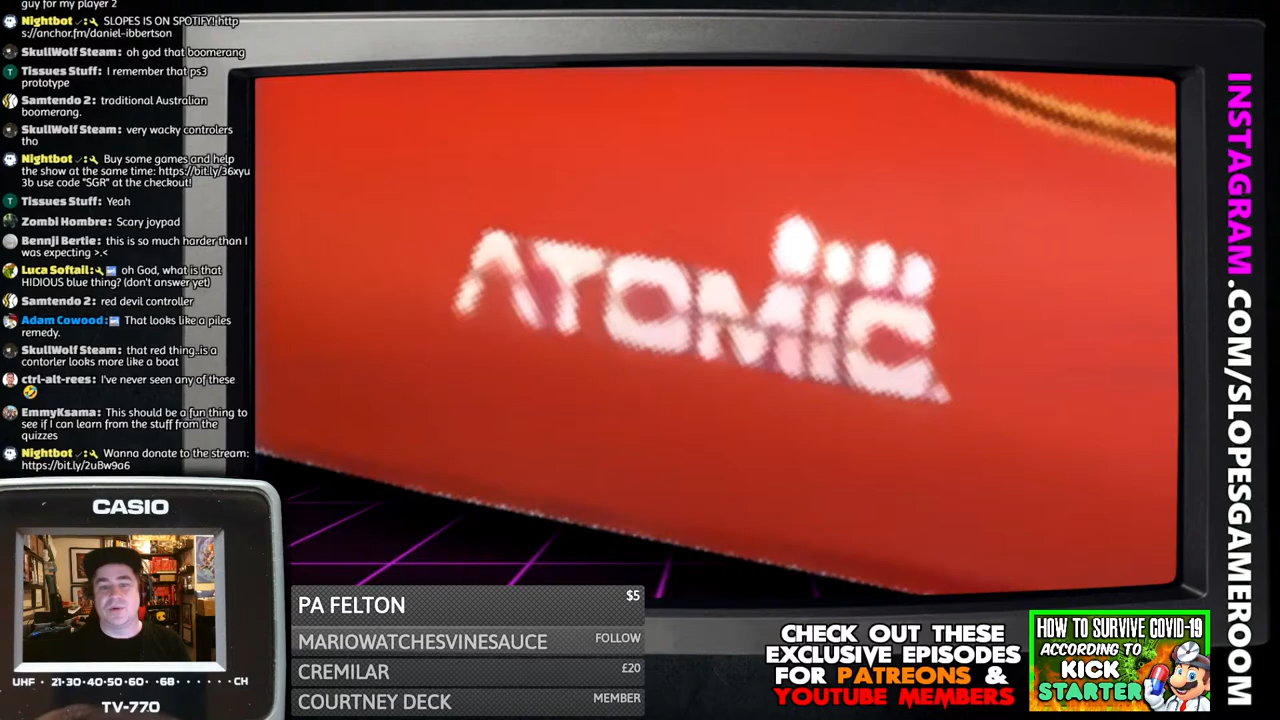 guy for my player 2
Nightbot: SLOPES IS ON SPOTIFY! http
s://anchor.fm/daniel-ibbertson
SkullWolf Steam: oh god that boomerang
T Tissues Stuff: I remember that ps3
prototype
Samtendo 2: traditional Australian
boomerang.
SkullWolf Steam: very wacky controlers
tho
Nightbot: Buy some games and help
the show at the same time: https://bit.ly/36xyu
3b use code "SGR" at the checkout!
T Tissues Stuff: Yeah
Zombi Hombre: Scary joypad
Bennji Bertie: this is so much harder than I
was expecting >.<
Luca Softail: oh God, what is that
HIDIOUS blue thing? (don't answer yet)
Samtendo 2: red devil controller
Adam Cowood: That looks like a piles
remedy.
SkullWolf Steam: that red thing..is a
contorler looks more like a boat
ctrl-alt-rees: I've never seen any of these
EmmyKsama: This should be a fun thing to
see if I can learn from the stuff from the
quizzes
Nightbot: Wanna donate to the stream:
https://bit.ly/2uBw9a6
ATOMIC
INSTAGRAM.COM/SLOPESGAMEROOM
CASIO
UHF · 21·30·40·50·60 · ·68 · · · · · · CH
TV-770
PA FELTON $5
MARIOWATCHESVINESAUCE FOLLOW
CREMILAR £20
COURTNEY DECK MEMBER
CHECK OUT THESE
EXCLUSIVE EPISODES
FOR PATREONS &
YOUTUBE MEMBERS
HOW TO SURVIVE COVID-19
ACCORDING TO
KICK
STARTER